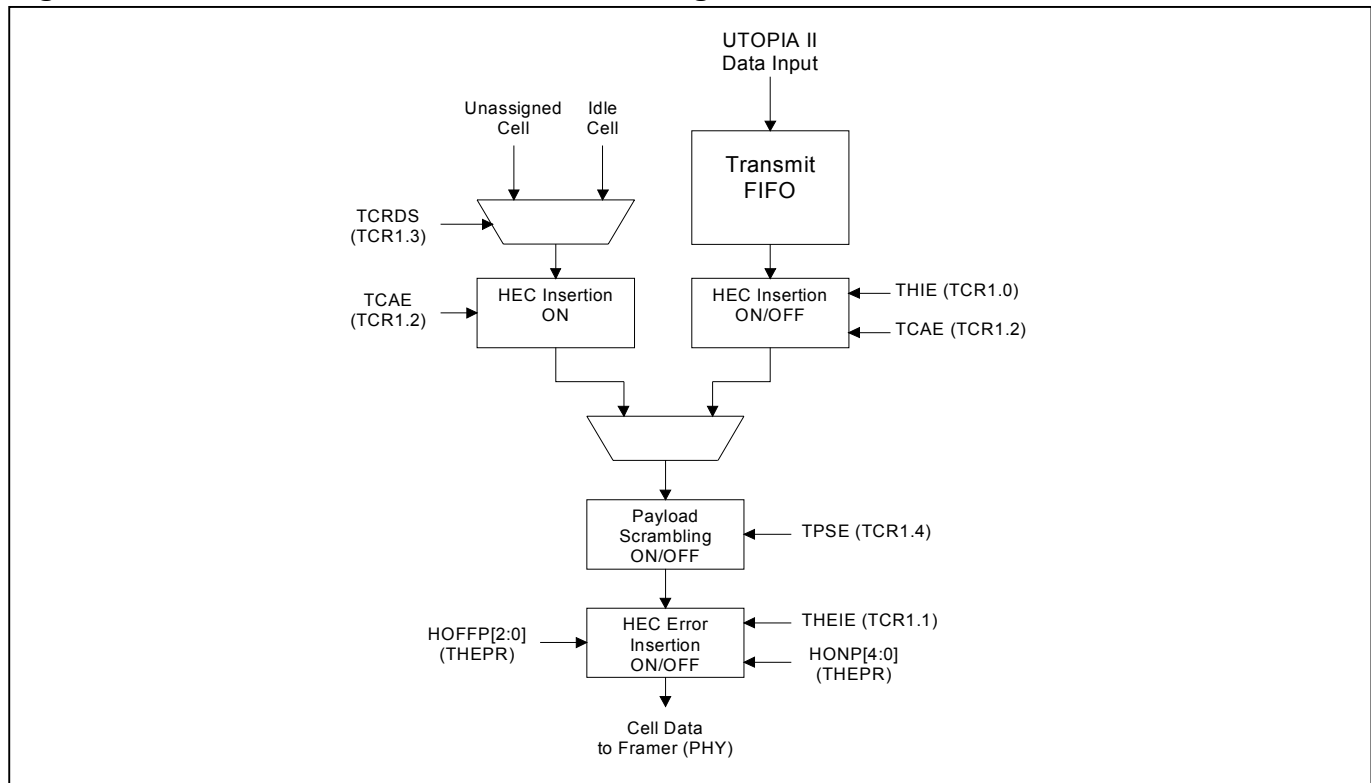 UTOPIA II
Data Input
Unassigned
Cell
Idle
Cell
Transmit
FIFO
TCRDS
(TCR1.3)
HEC Insertion
ON
TCAE
(TCR1.2)
HEC Insertion
ON/OFF
THIE (TCR1.0)
TCAE (TCR1.2)
Payload
Scrambling
ON/OFF
TPSE (TCR1.4)
HOFFP[2:0]
(THEPR)
HEC Error
Insertion
ON/OFF
THEIE (TCR1.1)
HONP[4:0]
(THEPR)
Cell Data
to Framer (PHY)